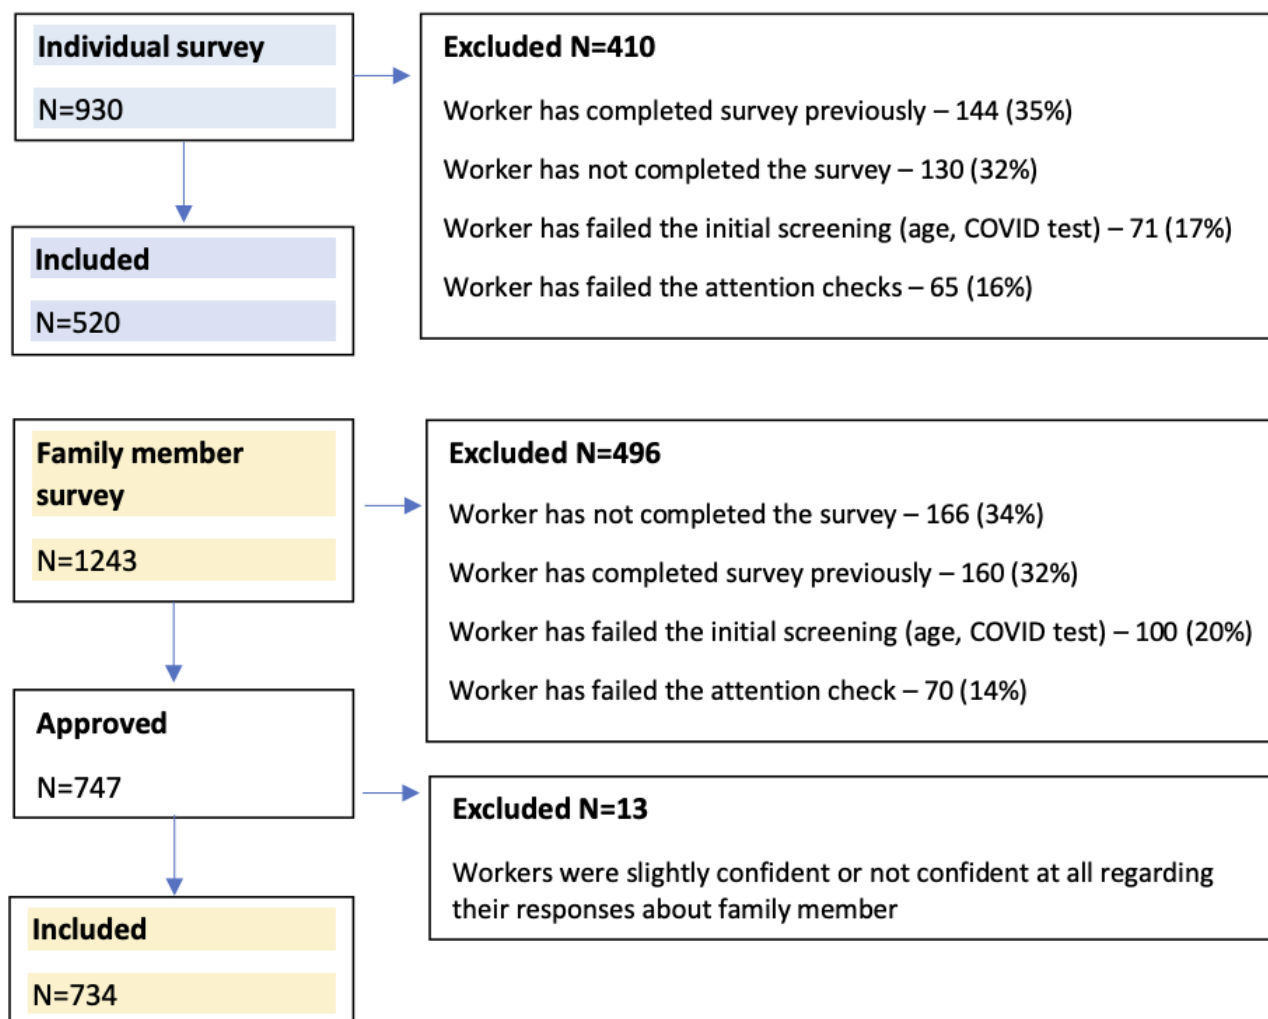 Individual survey
N=930
Excluded N=410
Worker has completed survey previously – 144 (35%)
Worker has not completed the survey – 130 (32%)
Worker has failed the initial screening (age, COVID test) – 71 (17%)
Worker has failed the attention checks – 65 (16%)
Included
N=520
Family member
survey
N=1243
Excluded N=496
Worker has not completed the survey – 166 (34%)
Worker has completed survey previously – 160 (32%)
Worker has failed the initial screening (age, COVID test) – 100 (20%)
Worker has failed the attention check – 70 (14%)
Approved
N=747
Excluded N=13
Workers were slightly confident or not confident at all regarding
their responses about family member
Included
N=734